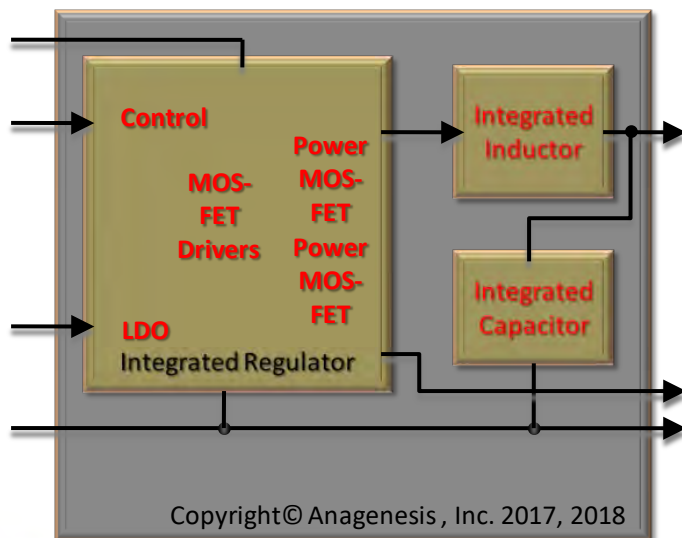 Control
Power
MOS-
FET
MOS-
FET
Drivers
Power
MOS-
FET
LDO
Integrated Regulator
Integrated
Inductor
Integrated
Capacitor
Copyright© Anagenesis , Inc. 2017, 2018